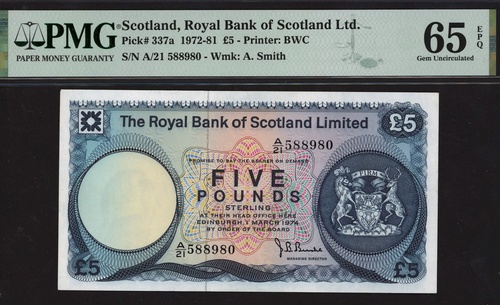 PMG
PAPER MONEY GUARANTY
Scotland, Royal Bank of Scotland Ltd.
Pick# 337a 1972-81 £5 - Printer: BWC
S/N A/21 588980 - Wmk: A. Smith
65 EPQ
Gem Uncirculated
The Royal Bank of Scotland Limited
£5
A/21 588980
PROMISE TO PAY THE BEARER ON DEMAND
FIVE
POUNDS
STERLING
AT THEIR HEAD OFFICE HERE
EDINBURGH 1 MARCH 1974
BY ORDER OF THE BOARD
FIRM
A/21 588980
J B Burke
MANAGING DIRECTOR
£5
£5